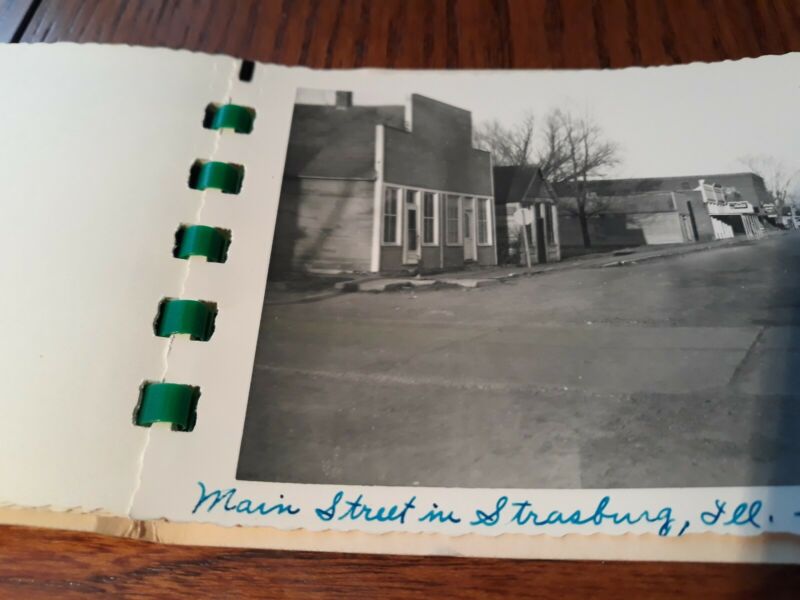 Main Street in Strasburg, Ill. -